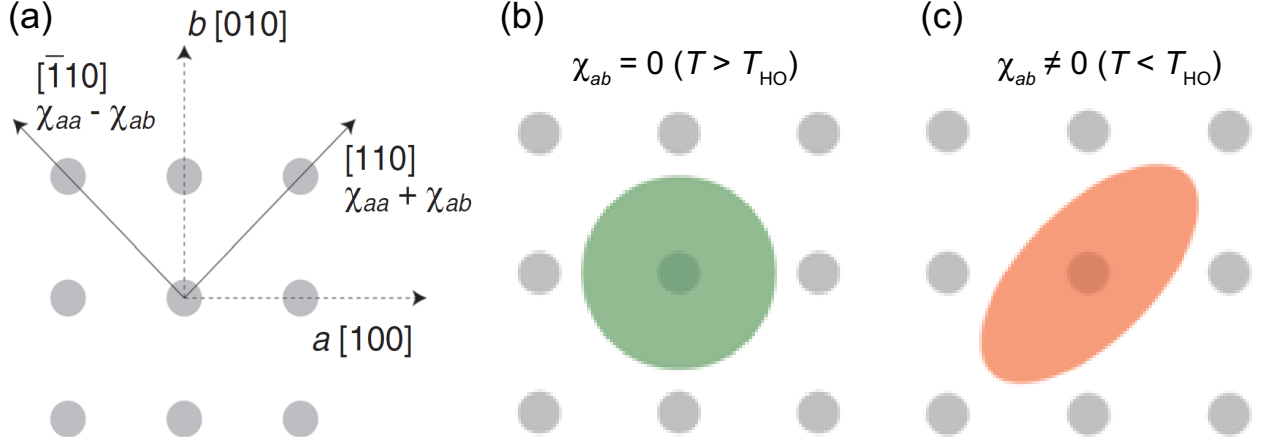 (a)
b [010]
[1̅10]
χaa - χab
[110]
χaa + χab
a [100]
(b)
χab = 0 (T > THO)
(c)
χab ≠ 0 (T < THO)